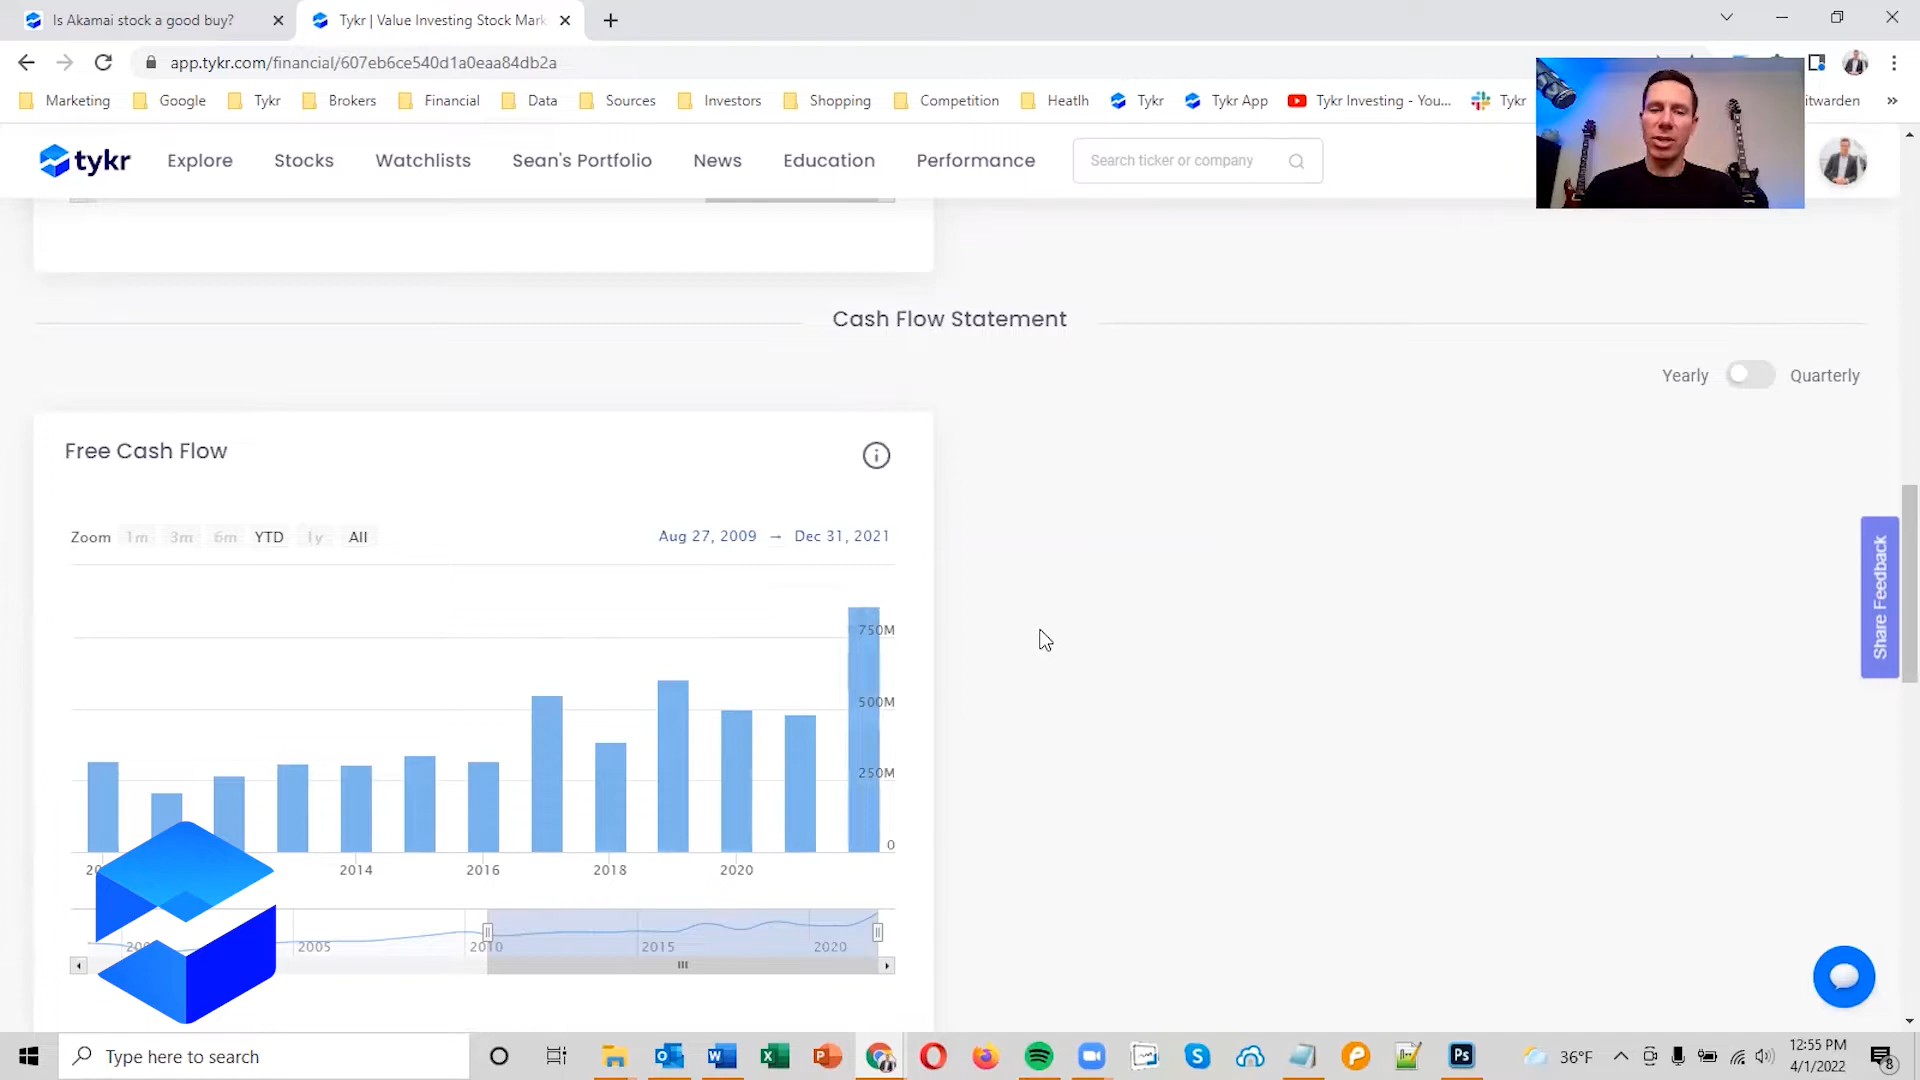 Is Akamai stock a good buy?
Tykr | Value Investing Stock Mark
app.tykr.com/financial/607eb6ce540d1a0eaa84db2a
Marketing Google Tykr Brokers Financial Data Sources Investors Shopping Competition Heatlh Tykr Tykr App Tykr Investing - You... Tykr itwarden »
tykr Explore Stocks Watchlists Sean's Portfolio News Education Performance Search ticker or company
Cash Flow Statement
Yearly Quarterly
Free Cash Flow
Zoom 1m 3m 6m YTD 1y All Aug 27, 2009 → Dec 31, 2021
750M
500M
250M
0
2014 2016 2018 2020
2005 2010 2015 2020
Share Feedback
Type here to search
36°F
12:55 PM
4/1/2022
8